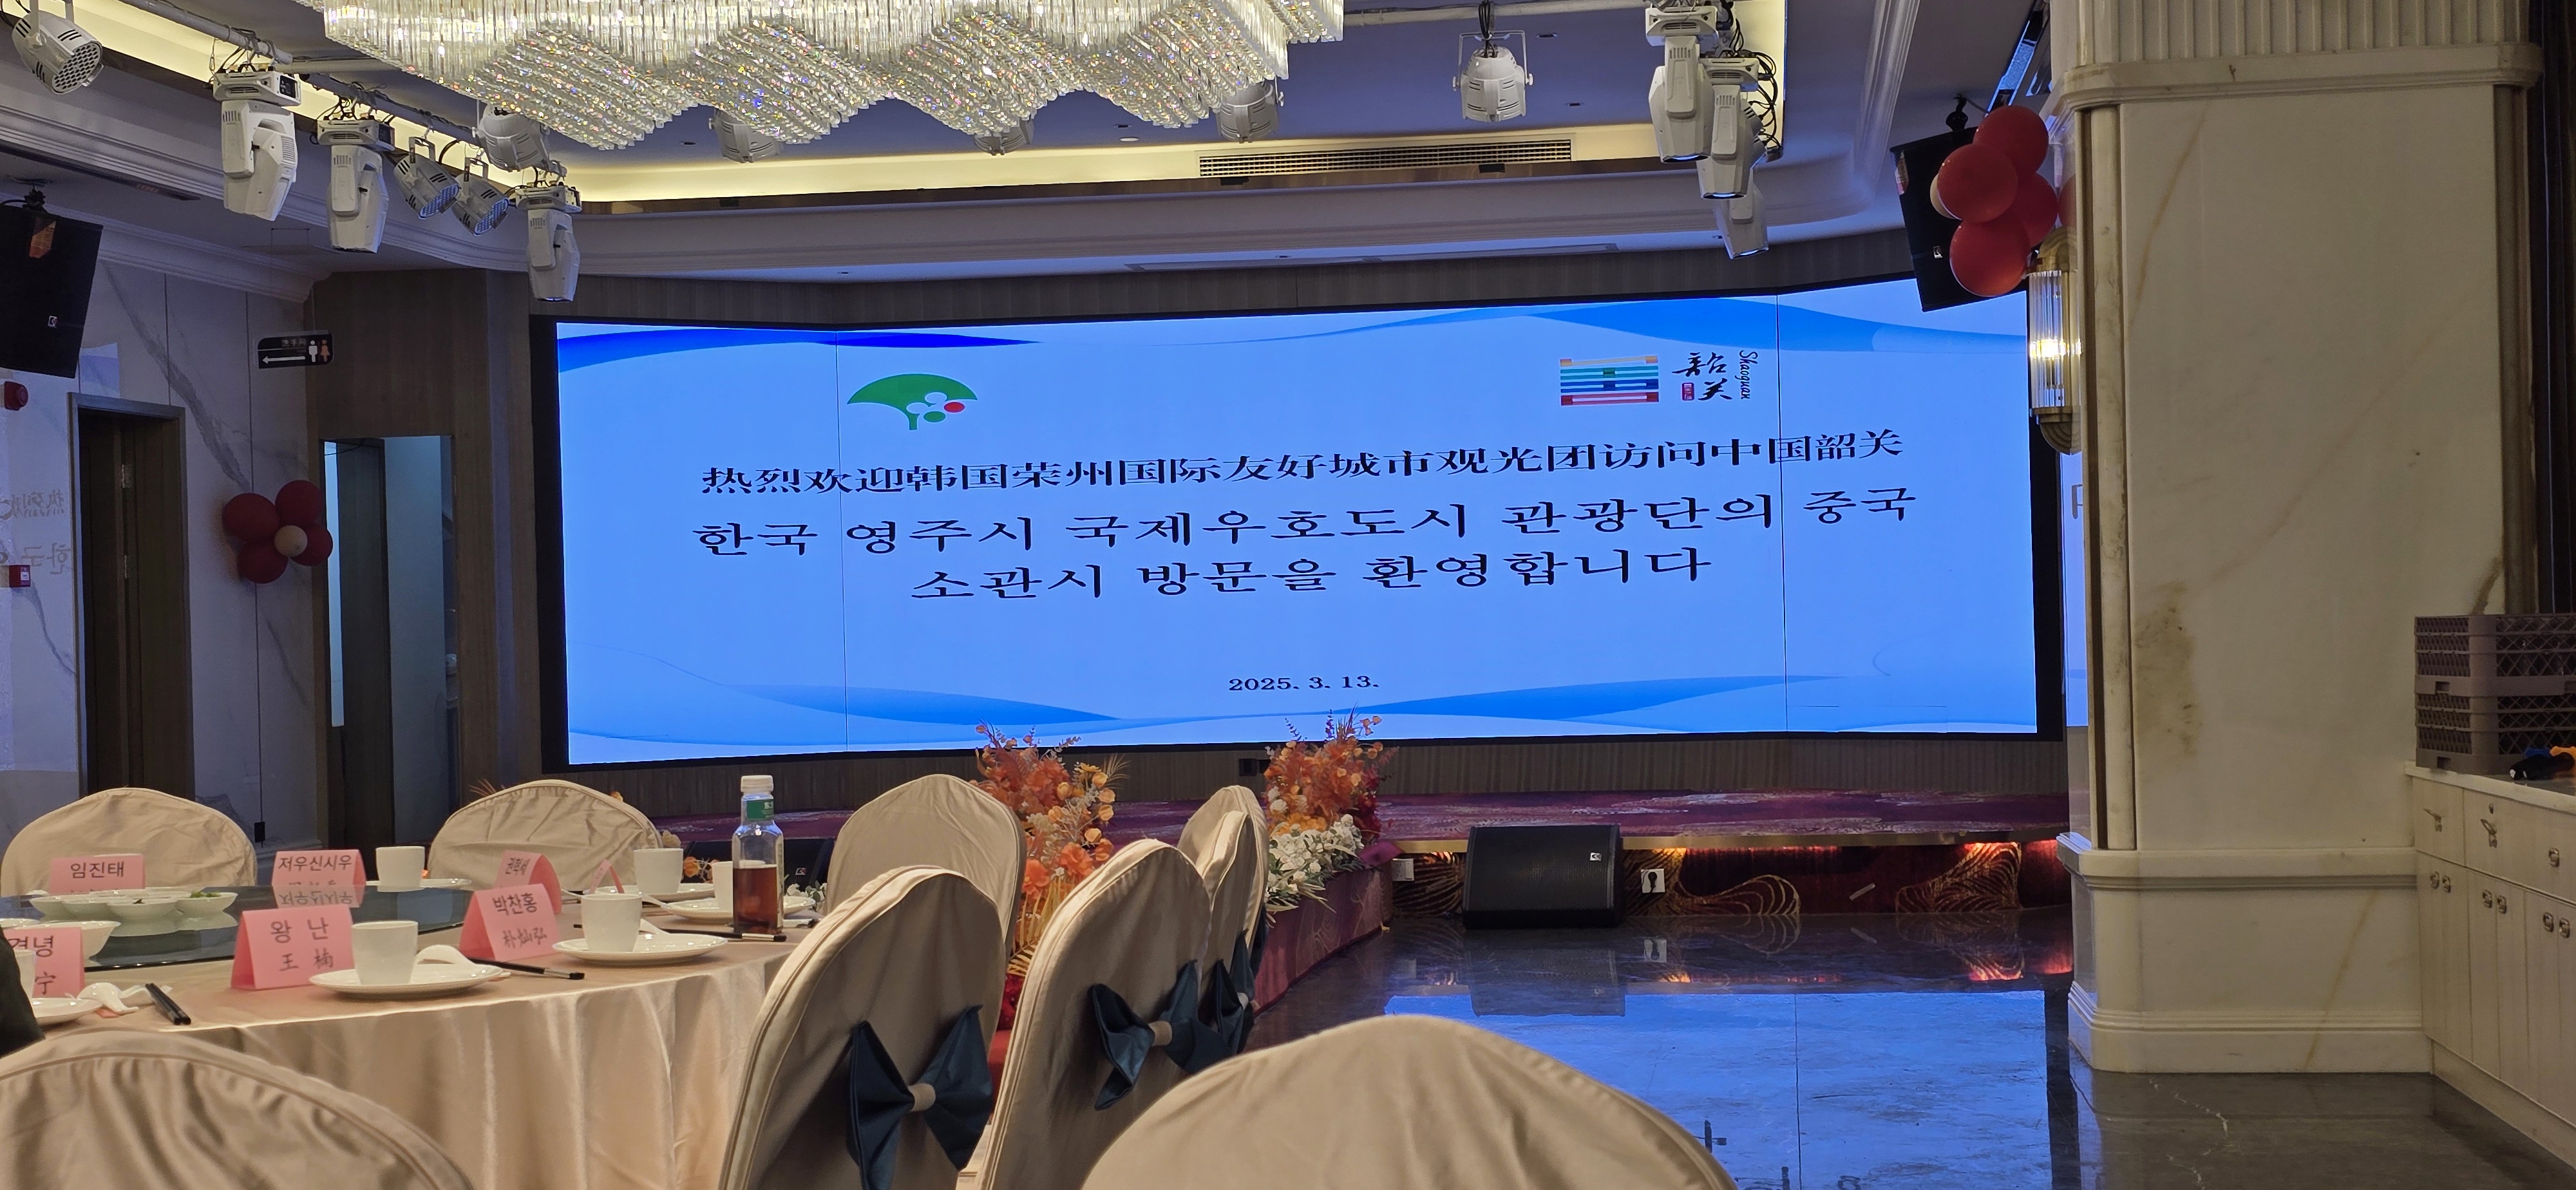 韶关
Shaoguan
热烈欢迎韩国荣州国际友好城市观光团访问中国韶关
한국 영주시 국제우호도시 관광단의 중국
소관시 방문을 환영합니다
2025. 3. 13.
임진태
저우신시우
박찬홍
왕 난
王 楠
경녕
宁